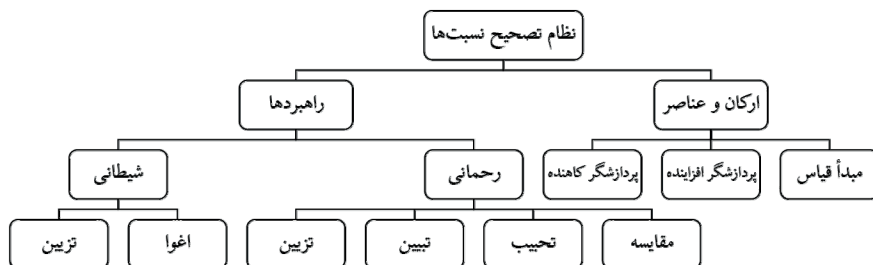 نظام تصحیح نسبت‌ها
ارکان و عناصر
راهبردها
مبدأ قیاس
پردازشگر افزاینده
پردازشگر کاهنده
رحمانی
شیطانی
مقایسه
تحبیب
تبیین
تزیین
اغوا
تزیین